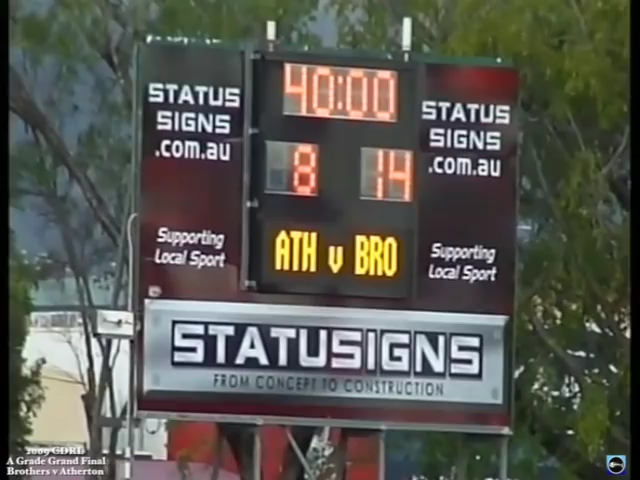 40:00
8 14
ATH v BRO
STATUS
SIGNS
.com.au
Supporting
Local Sport
STATUS
SIGNS
.com.au
Supporting
Local Sport
STATUSIGNS
FROM CONCEPT TO CONSTRUCTION
2009 CDRL
A Grade Grand Final
Brothers v Atherton